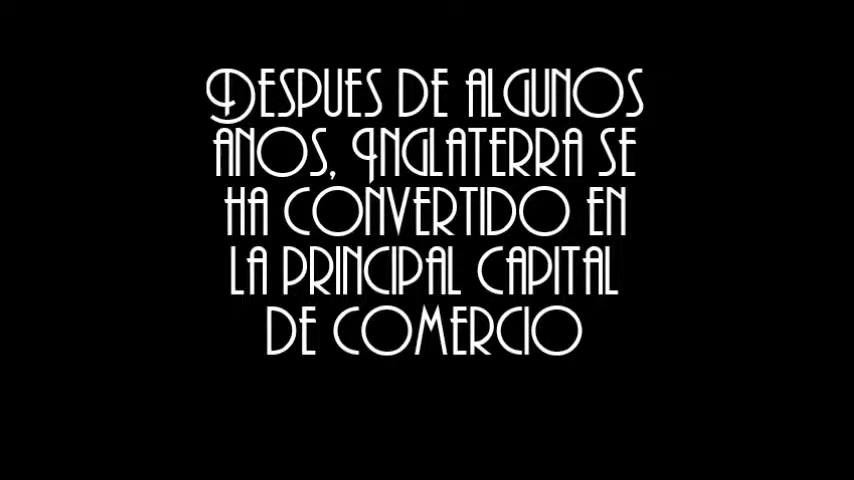 DESPUES DE ALGUNOS
ANOS, INGLATERRA SE
HA CONVERTIDO EN
LA PRINCIPAL CAPITAL
DE COMERCIO